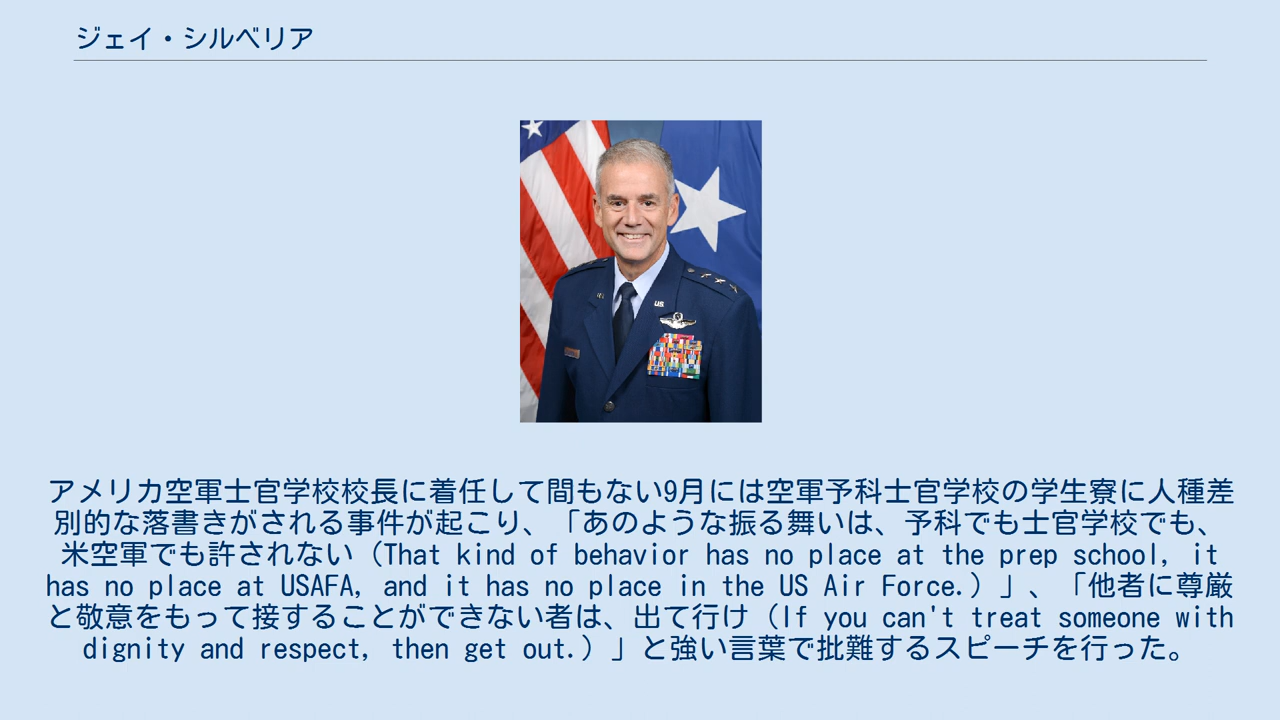 ジェイ・シルベリア
アメリカ空軍士官学校校長に着任して間もない9月には空軍予科士官学校の学生寮に人種差
別的な落書きがされる事件が起こり、「あのような振る舞いは、予科でも士官学校でも、
米空軍でも許されない（That kind of behavior has no place at the prep school, it
has no place at USAFA, and it has no place in the US Air Force.）」、「他者に尊厳
と敬意をもって接することができない者は、出て行け（If you can't treat someone with
dignity and respect, then get out.）」と強い言葉で批難するスピーチを行った。